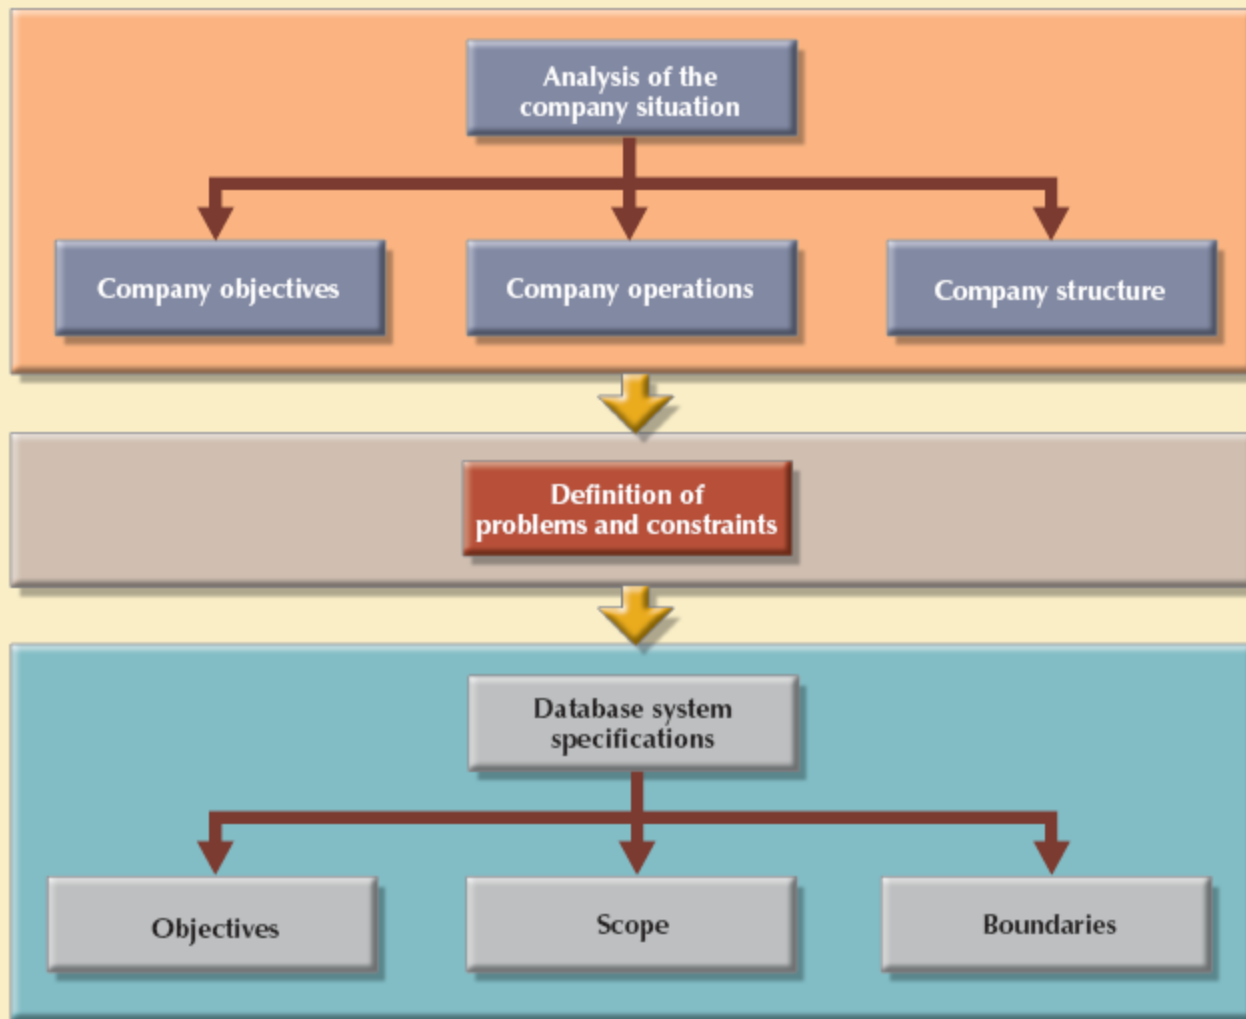 Analysis of the
company situation
Company objectives
Company operations
Company structure
Definition of
problems and constraints
Database system
specifications
Objectives
Scope
Boundaries